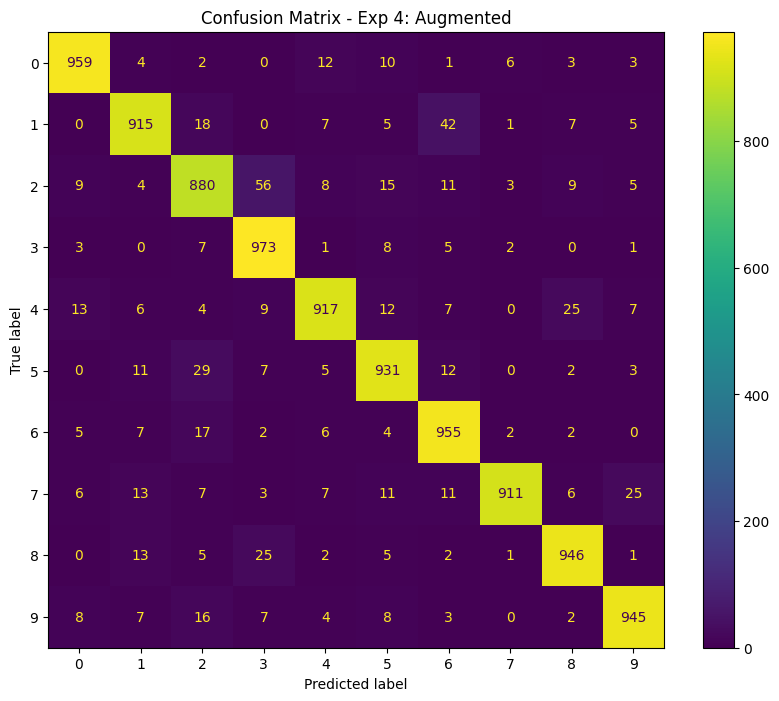 Confusion Matrix - Exp 4: Augmented
0 959 4 2 0 12 10 1 6 3 3
1 0 915 18 0 7 5 42 1 7 5
2 9 4 880 56 8 15 11 3 9 5
3 3 0 7 973 1 8 5 2 0 1
4 13 6 4 9 917 12 7 0 25 7
5 0 11 29 7 5 931 12 0 2 3
6 5 7 17 2 6 4 955 2 2 0
7 6 13 7 3 7 11 11 911 6 25
8 0 13 5 25 2 5 2 1 946 1
9 8 7 16 7 4 8 3 0 2 945
0 1 2 3 4 5 6 7 8 9
Predicted label
True label
800
600
400
200
0